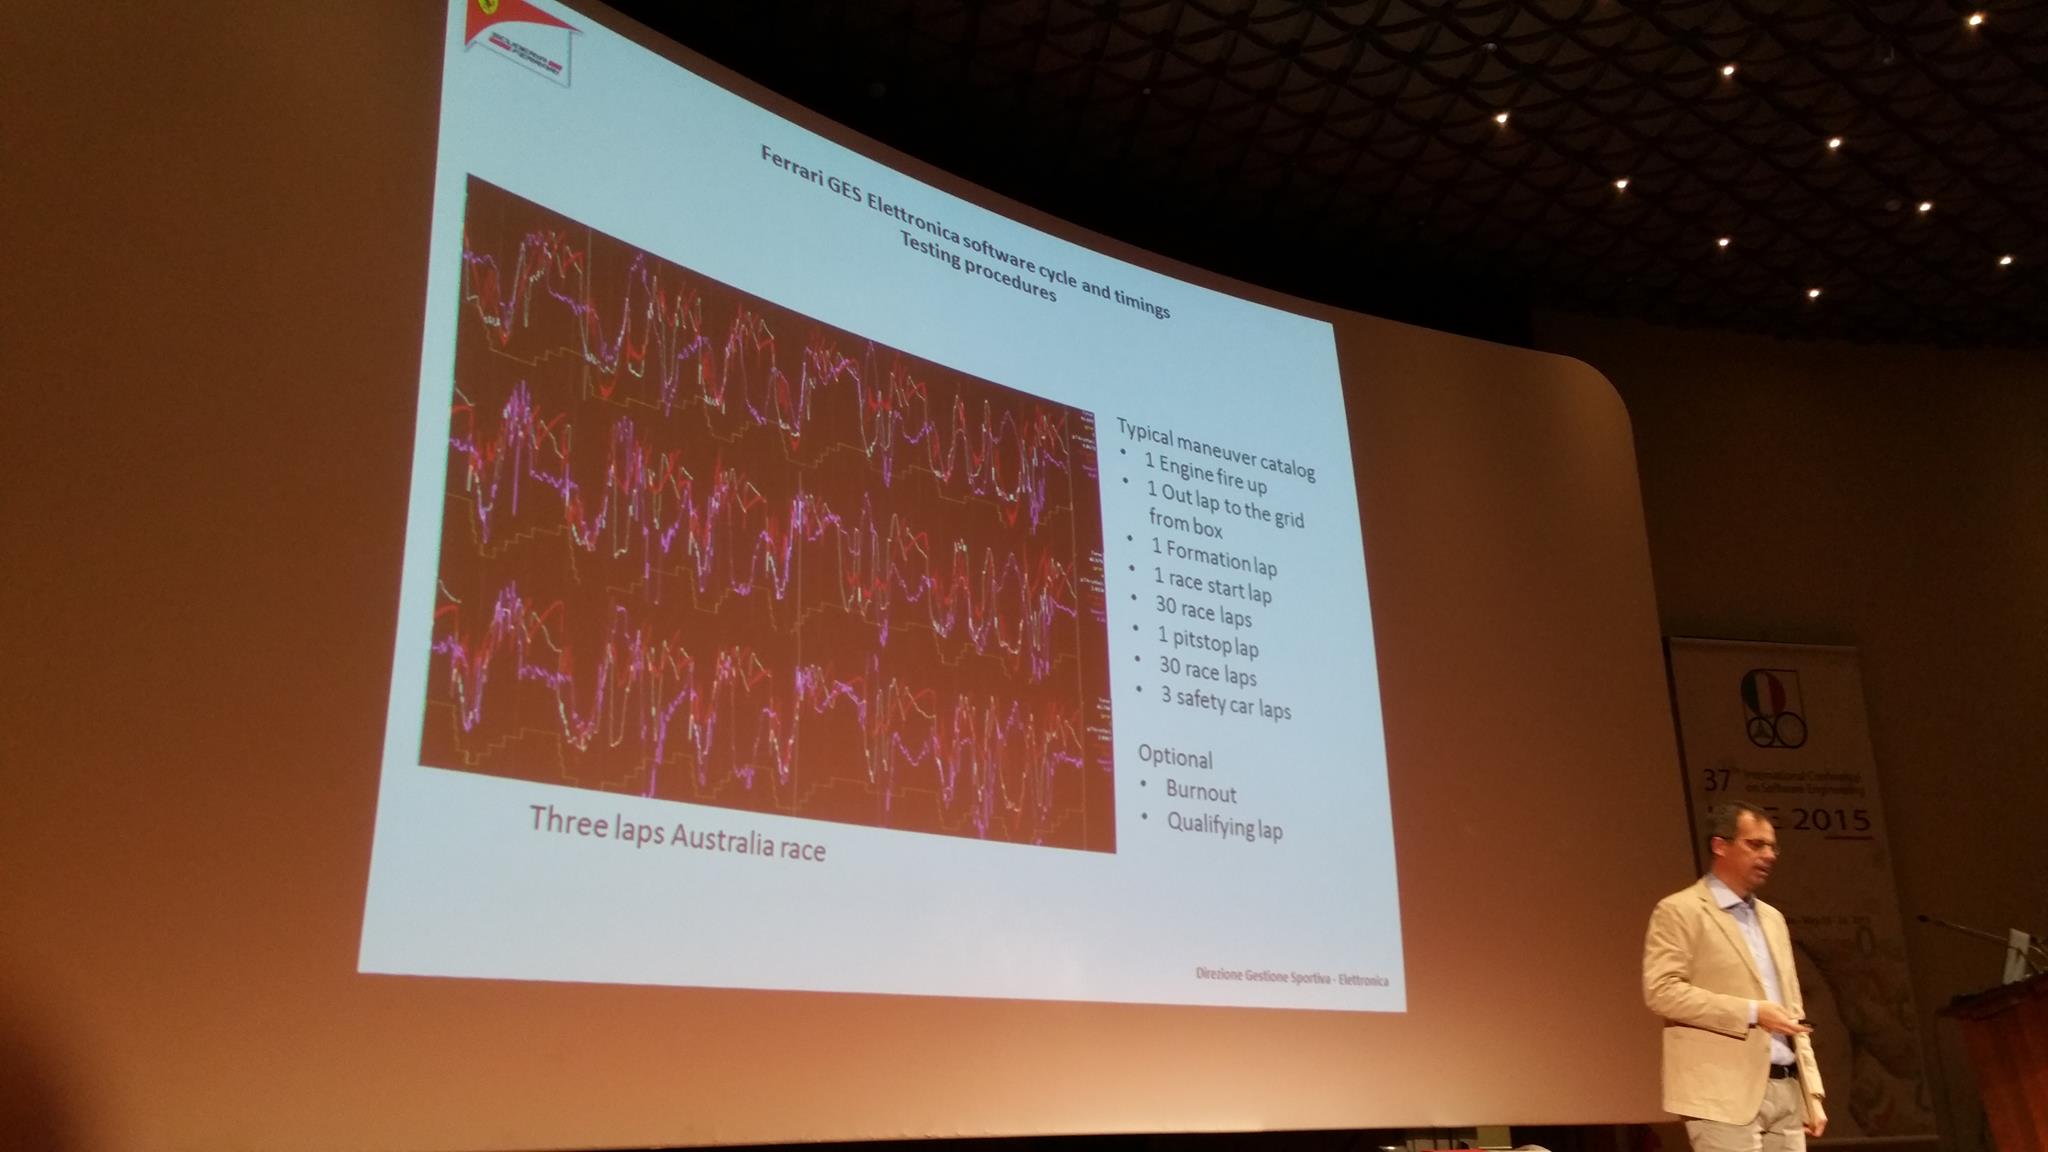 SCUDERIA
FERRARI
Ferrari GES Elettronica software cycle and timings
Testing procedures
Typical maneuver catalog
• 1 Engine fire up
• 1 Out lap to the grid
from box
• 1 Formation lap
• 1 race start lap
• 30 race laps
• 1 pitstop lap
• 30 race laps
• 3 safety car laps
Optional
• Burnout
• Qualifying lap
Three laps Australia race
Direzione Gestione Sportiva - Elettronica
37th International Conference
on Software Engineering
2015